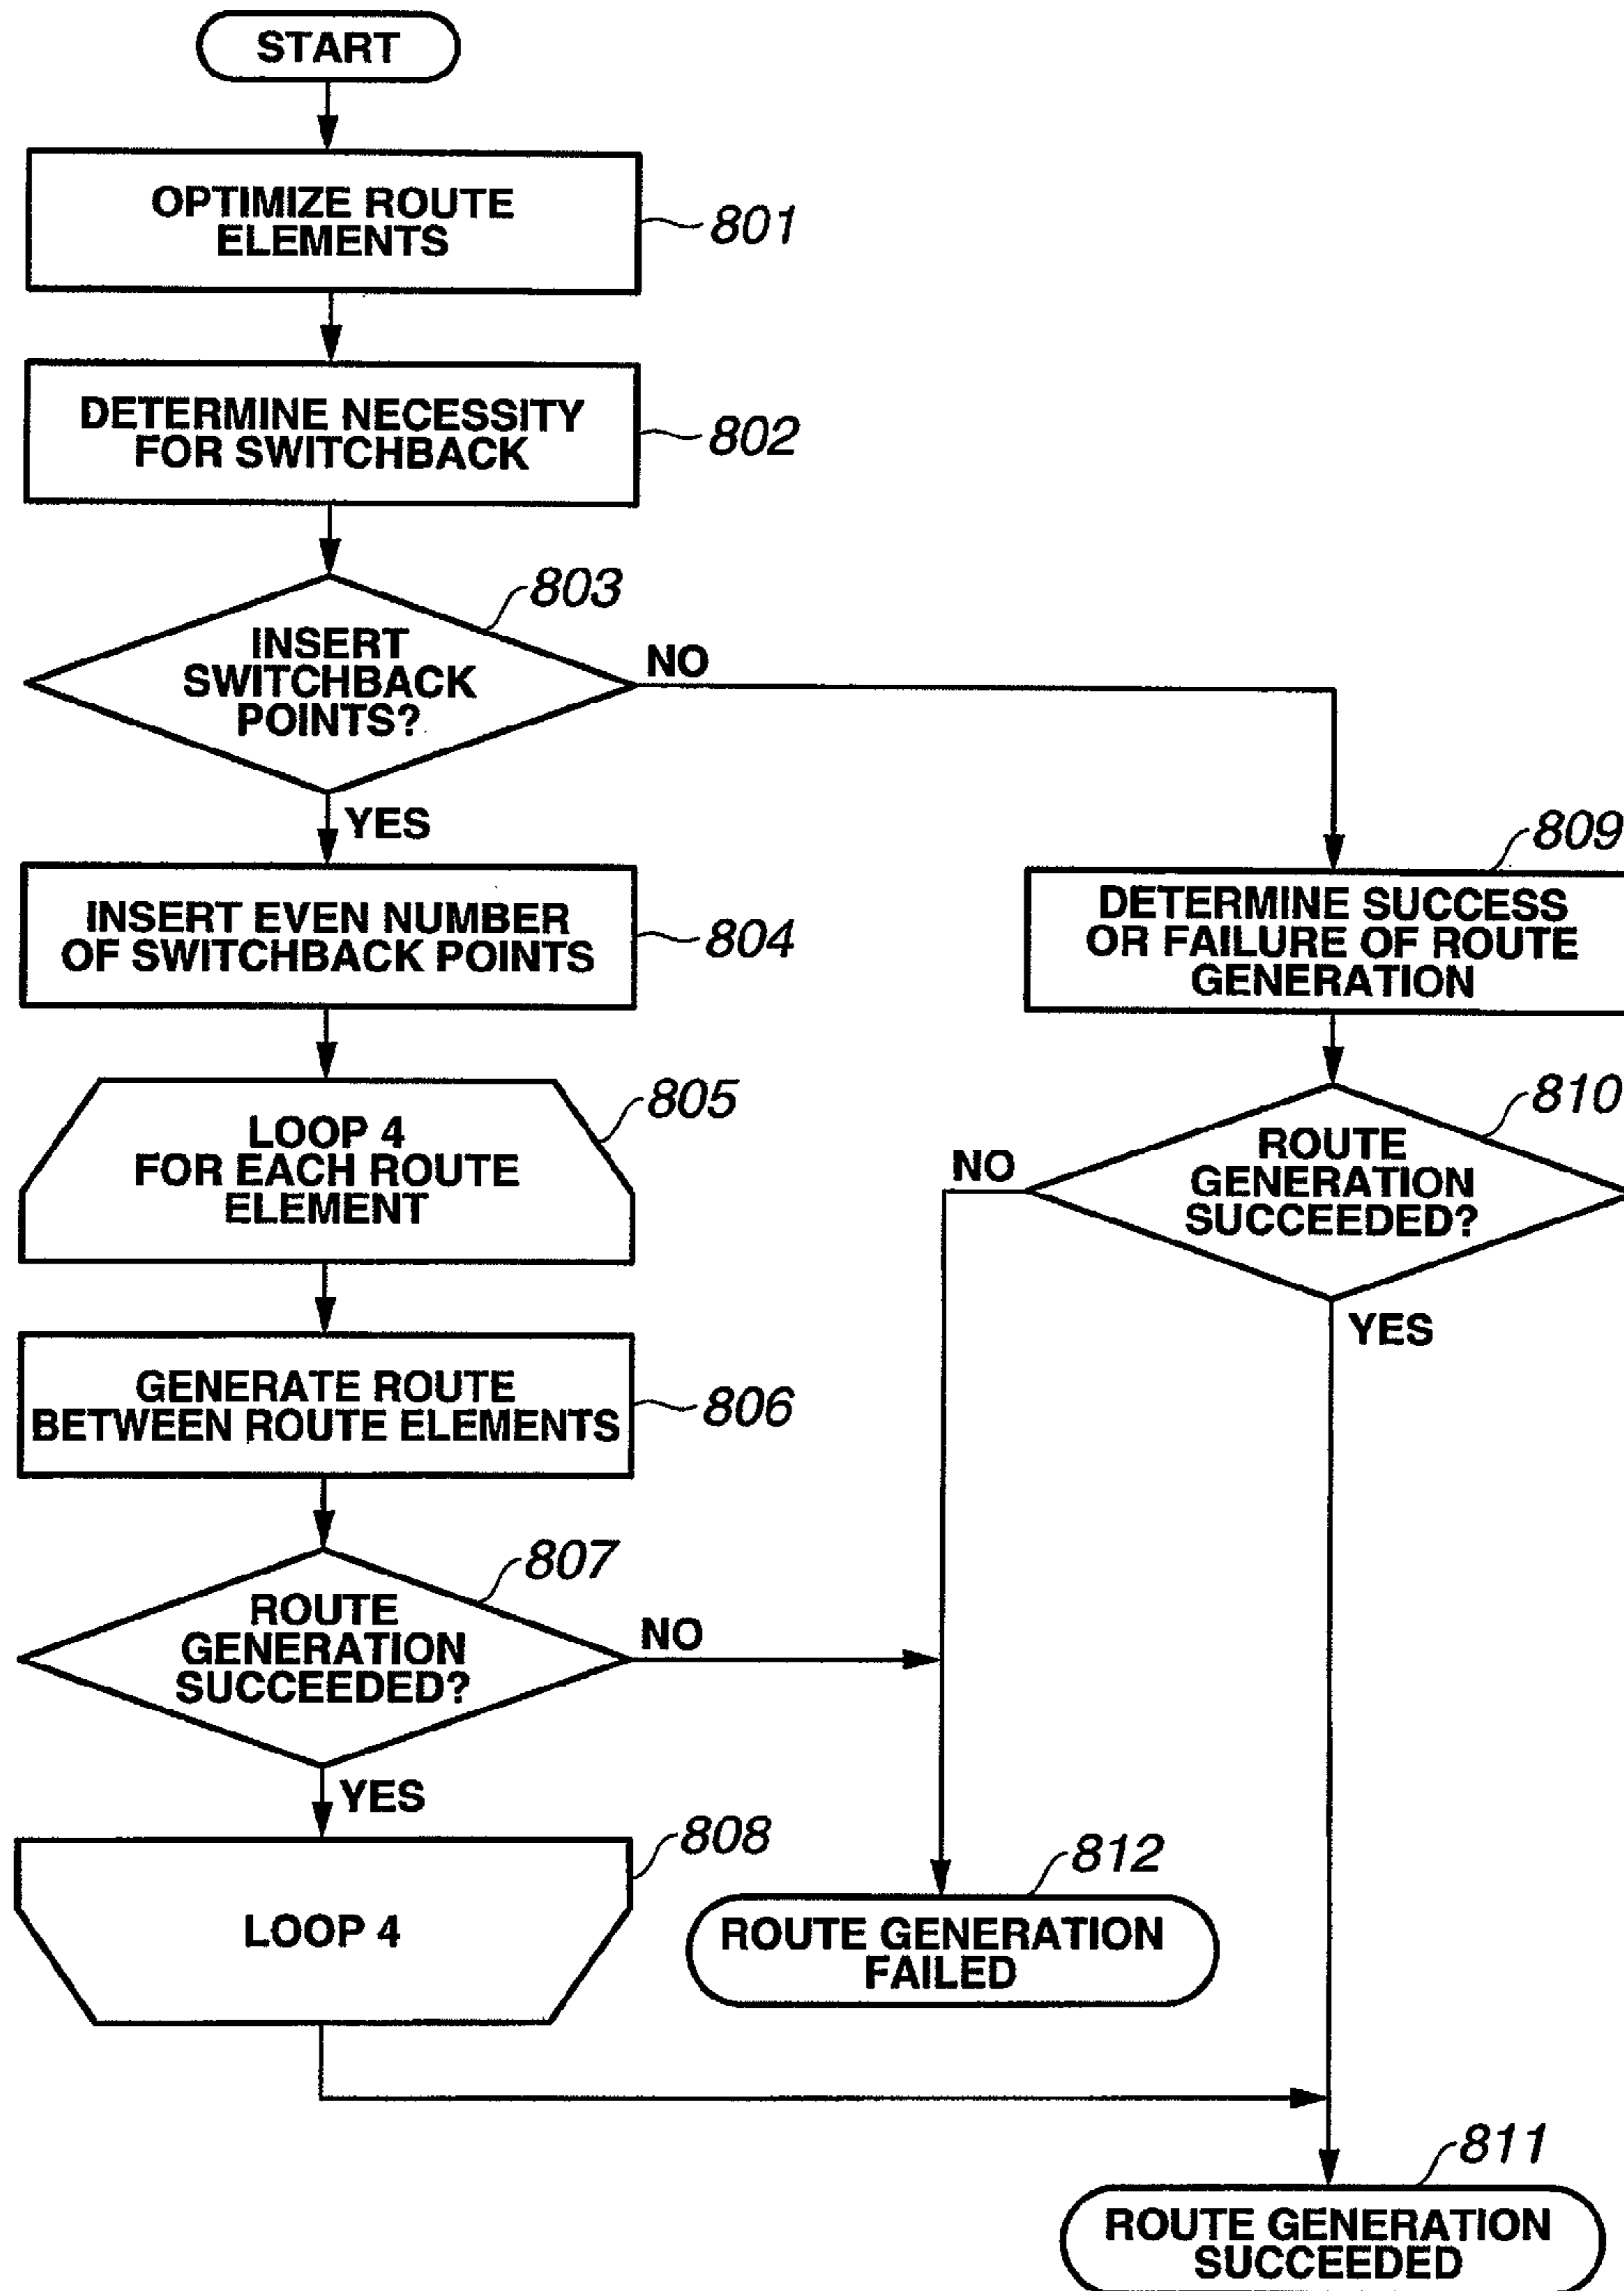 START
OPTIMIZE ROUTE
ELEMENTS
801
DETERMINE NECESSITY
FOR SWITCHBACK
802
803
INSERT
SWITCHBACK
POINTS?
NO
YES
INSERT EVEN NUMBER
OF SWITCHBACK POINTS
804
809
DETERMINE SUCCESS
OR FAILURE OF ROUTE
GENERATION
LOOP 4
FOR EACH ROUTE
ELEMENT
805
810
ROUTE
GENERATION
SUCCEEDED?
NO
YES
GENERATE ROUTE
BETWEEN ROUTE ELEMENTS
806
807
ROUTE
GENERATION
SUCCEEDED?
NO
YES
LOOP 4
808
812
ROUTE GENERATION
FAILED
811
ROUTE GENERATION
SUCCEEDED